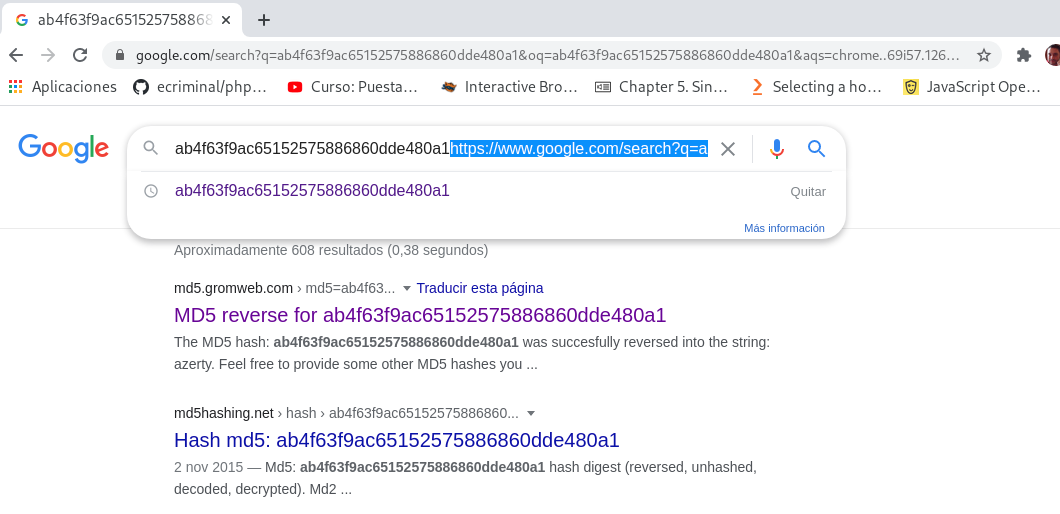 ab4f63f9ac65152575886
google.com/search?q=ab4f63f9ac65152575886860dde480a1&oq=ab4f63f9ac65152575886860dde480a1&aqs=chrome..69i57.126...
Aplicaciones ecriminal/php... Curso: Puesta... Interactive Bro... Chapter 5. Sin... Selecting a ho... JavaScript Ope...
Google
ab4f63f9ac65152575886860dde480a1https://www.google.com/search?q=a
ab4f63f9ac65152575886860dde480a1 Quitar
Más información
Aproximadamente 608 resultados (0,38 segundos)
md5.gromweb.com › md5=ab4f63... Traducir esta página
MD5 reverse for ab4f63f9ac65152575886860dde480a1
The MD5 hash: ab4f63f9ac65152575886860dde480a1 was succesfully reversed into the string:
azerty. Feel free to provide some other MD5 hashes you ...
md5hashing.net › hash › ab4f63f9ac65152575886860...
Hash md5: ab4f63f9ac65152575886860dde480a1
2 nov 2015 — Md5: ab4f63f9ac65152575886860dde480a1 hash digest (reversed, unhashed,
decoded, decrypted). Md2 ...